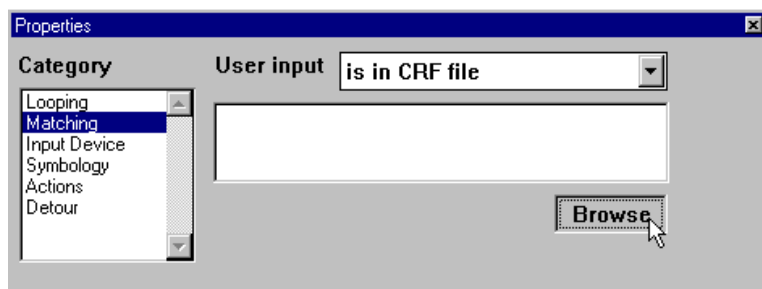 Properties
Category
User input
is in CRF file
Looping
Matching
Input Device
Symbology
Actions
Detour
Browse